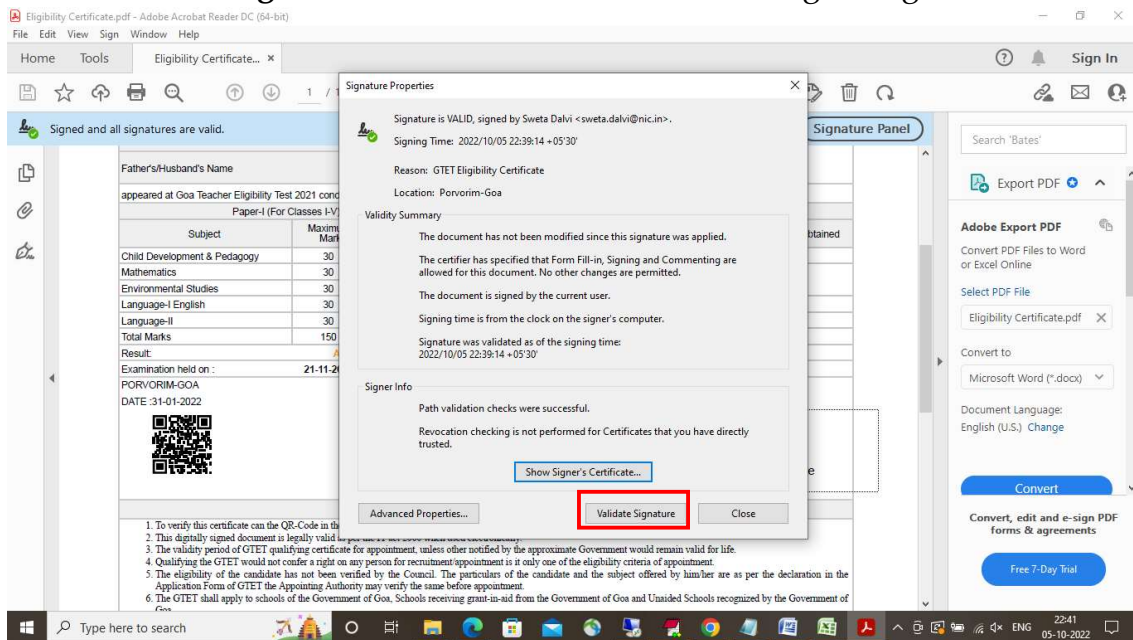 Eligibility Certificate.pdf - Adobe Acrobat Reader DC (64-bit)
File Edit View Sign Window Help
Home Tools Eligibility Certificate... × Sign In
1 / 1
Signed and all signatures are valid.
Signature Panel
Father's/Husband's Name
appeared at Goa Teacher Eligibility Test 2021
Paper-I (For Classes I-V)
Subject
Child Development & Pedagogy 30
Mathematics 30
Environmental Studies 30
Language-I English 30
Language-II 30
Total Marks 150
Result:
Examination held on :
PORVORIM-GOA
DATE :31-01-2022
Signature Properties
Signature is VALID, signed by Sweta Dalvi <sweta.dalvi@nic.in>.
Signing Time: 2022/10/05 22:39:14 +05'30'
Reason: GTET Eligibility Certificate
Location: Porvorim-Goa
Validity Summary
The document has not been modified since this signature was applied.
The certifier has specified that Form Fill-in, Signing and Commenting are
allowed for this document. No other changes are permitted.
The document is signed by the current user.
Signing time is from the clock on the signer's computer.
Signature was validated as of the signing time:
2022/10/05 22:39:14 +05'30'
Signer Info
Path validation checks were successful.
Revocation checking is not performed for Certificates that you have directly
trusted.
Show Signer's Certificate...
Advanced Properties... Validate Signature Close
1. To verify this certificate can the QR-Code in
2. This digitally signed document is legally valid
3. The validity period of GTET qualifying certificate for appointment, unless other notified by the approximate Government would remain valid for life.
4. Qualifying the GTET would not confer a right on any person for recruitment/appointment is it only one of the eligibility criteria of appointment.
5. The eligibility of the candidate has not been verified by the Council. The particulars of the candidate and the subject offered by him/her are as per the declaration in the
Application Form of GTET the Appointing Authority may verify the same before appointment.
6. The GTET shall apply to schools of the Government of Goa, Schools receiving grant-in-aid from the Government of Goa and Unaided Schools recognized by the Government of
Search 'Bates'
Export PDF
Adobe Export PDF
Convert PDF Files to Word
or Excel Online
Select PDF File
Eligibility Certificate.pdf X
Convert to
Microsoft Word (*.docx)
Document Language:
English (U.S.) Change
Convert
Convert, edit and e-sign PDF
forms & agreements
Free 7-Day Trial
Type here to search
ENG
22:41
05-10-2022